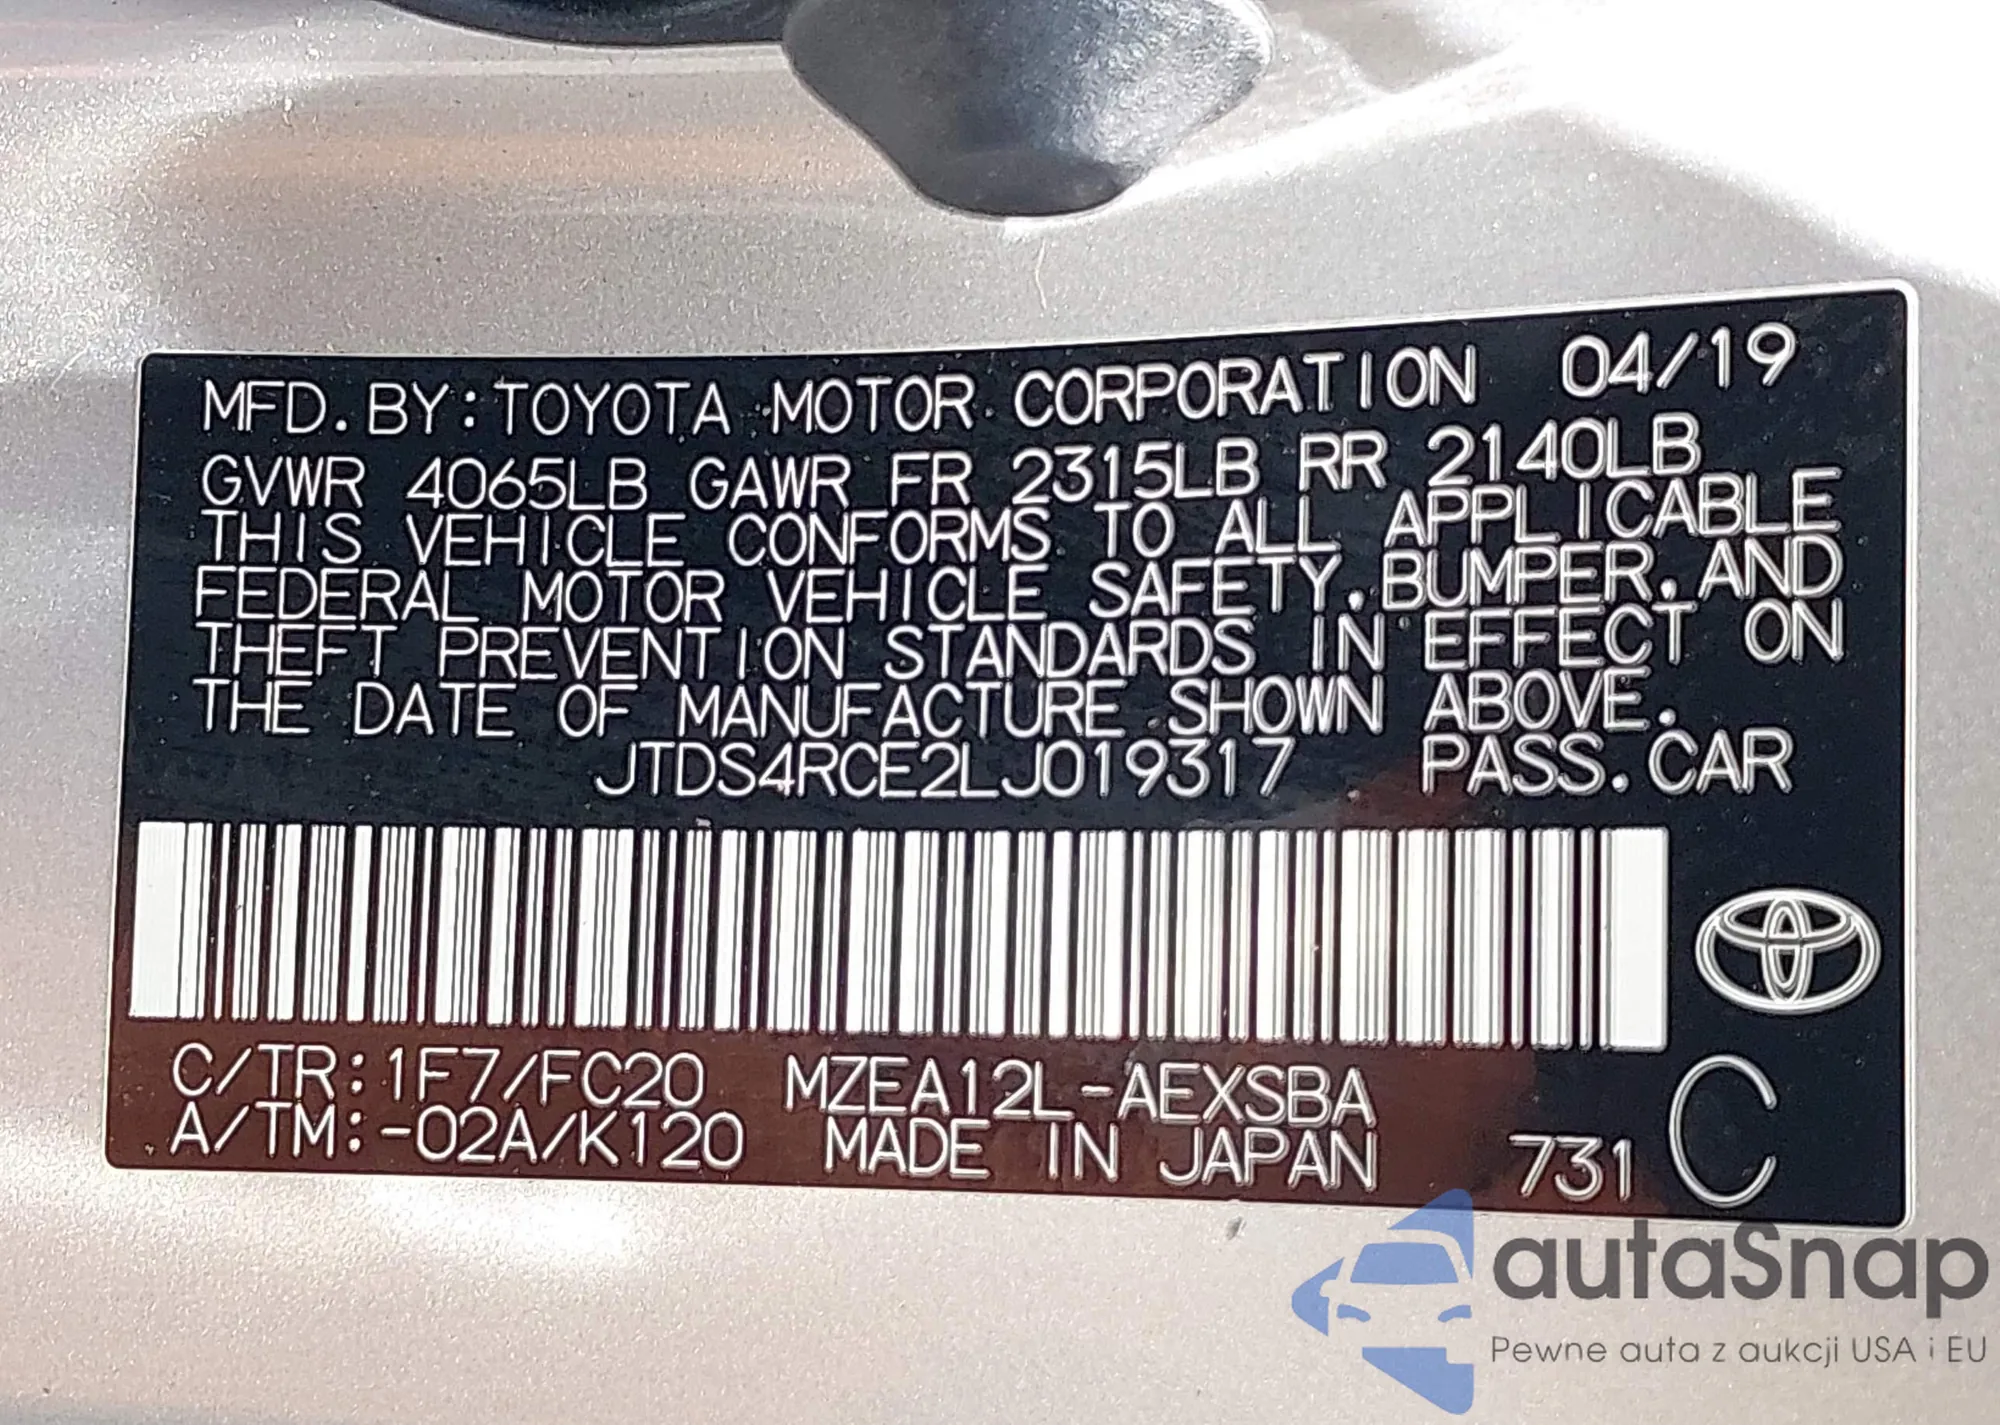 MFD. BY: TOYOTA MOTOR CORPORATION 04/19
GVWR 4065LB GAWR FR 2315LB RR 2140LB
THIS VEHICLE CONFORMS TO ALL APPLICABLE
FEDERAL MOTOR VEHICLE SAFETY, BUMPER, AND
THEFT PREVENTION STANDARDS IN EFFECT ON
THE DATE OF MANUFACTURE SHOWN ABOVE.
JTDS4RCE2LJ019317 PASS. CAR
C/TR: 1F7/FC20 MZEA12L-AEXSBA
A/TM: -02A/K120 MADE IN JAPAN 731 C
autaSnap
Pewne auta z aukcji USA i EU